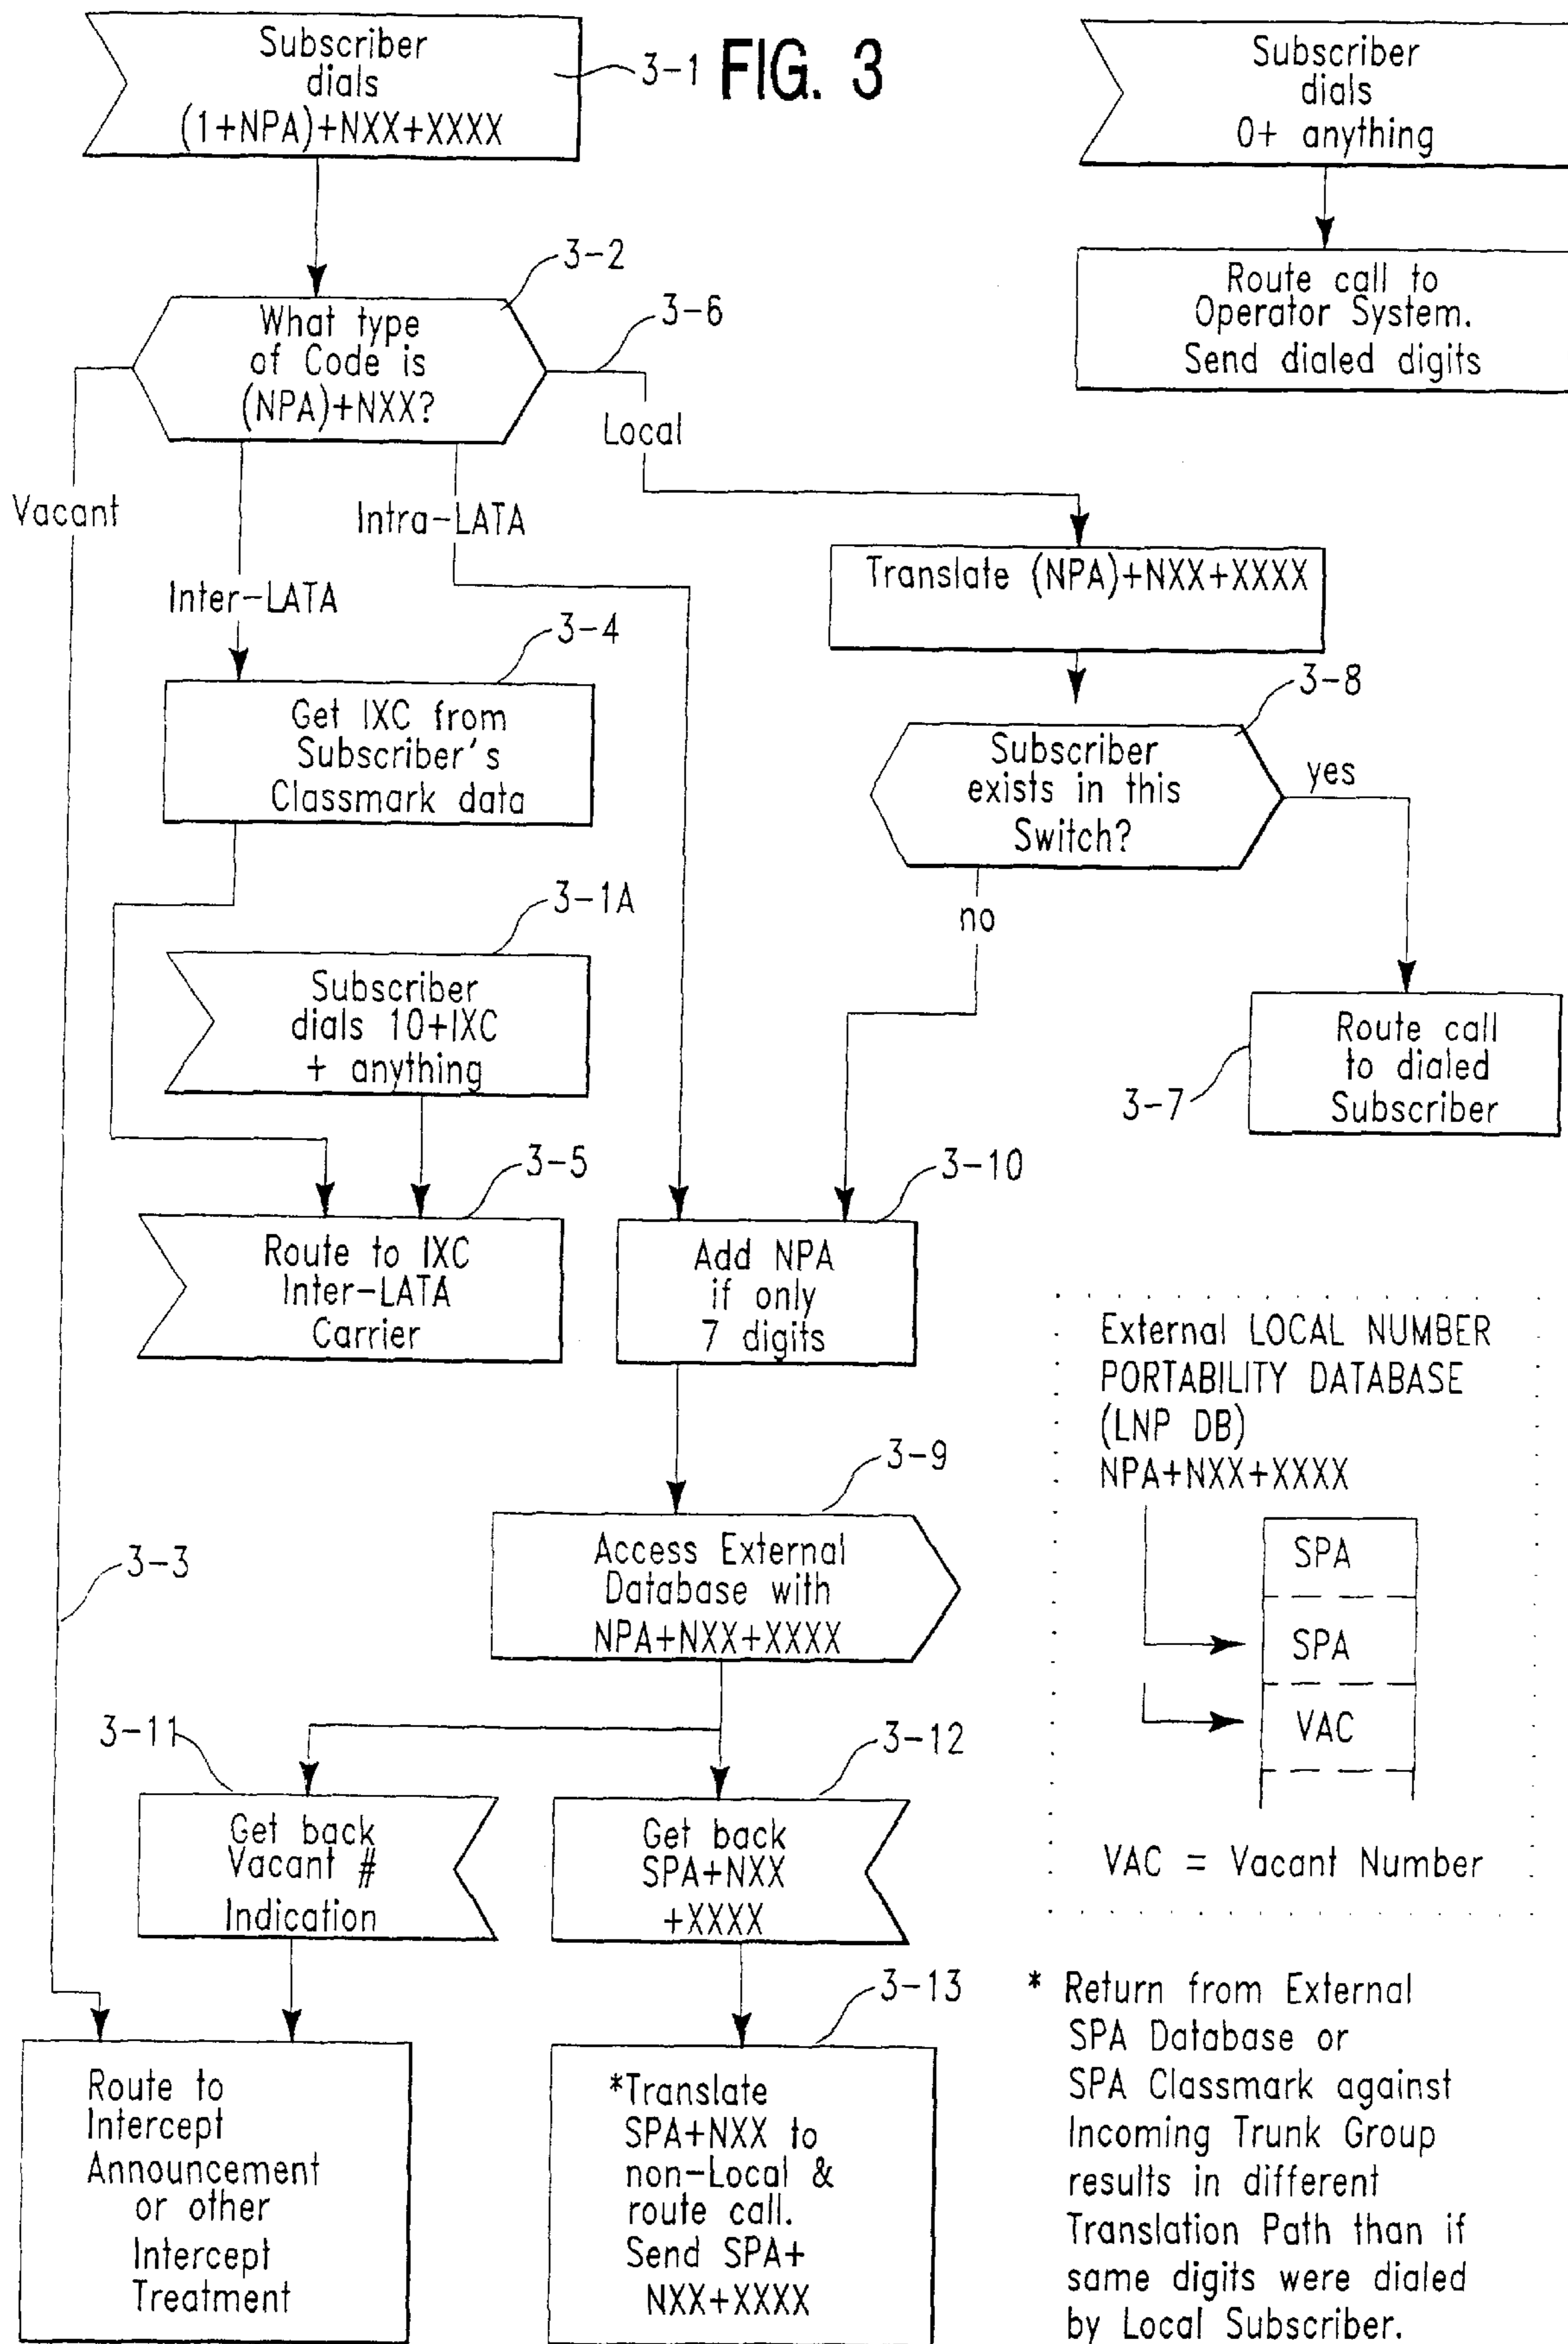 FIG. 3
Subscriber
dials
(1+NPA)+NXX+XXXX
3-1
Subscriber
dials
0+ anything
Route call to
Operator System.
Send dialed digits
3-2
What type
of Code is
(NPA)+NXX?
3-6
Local
Vacant
Intra-LATA
Inter-LATA
Translate (NPA)+NXX+XXXX
3-4
Get IXC from
Subscriber's
Classmark data
3-8
Subscriber
exists in this
Switch?
yes
no
3-1A
Subscriber
dials 10+IXC
+ anything
Route call
to dialed
Subscriber
3-7
3-5
Route to IXC
Inter-LATA
Carrier
3-10
Add NPA
if only
7 digits
External LOCAL NUMBER
PORTABILITY DATABASE
(LNP DB)
NPA+NXX+XXXX
SPA
SPA
VAC
VAC = Vacant Number
3-9
Access External
Database with
NPA+NXX+XXXX
3-3
3-11
Get back
Vacant #
Indication
3-12
Get back
SPA+NXX
+XXXX
Route to
Intercept
Announcement
or other
Intercept
Treatment
3-13
*Translate
SPA+NXX to
non-Local &
route call.
Send SPA+
NXX+XXXX
* Return from External
SPA Database or
SPA Classmark against
Incoming Trunk Group
results in different
Translation Path than if
same digits were dialed
by Local Subscriber.